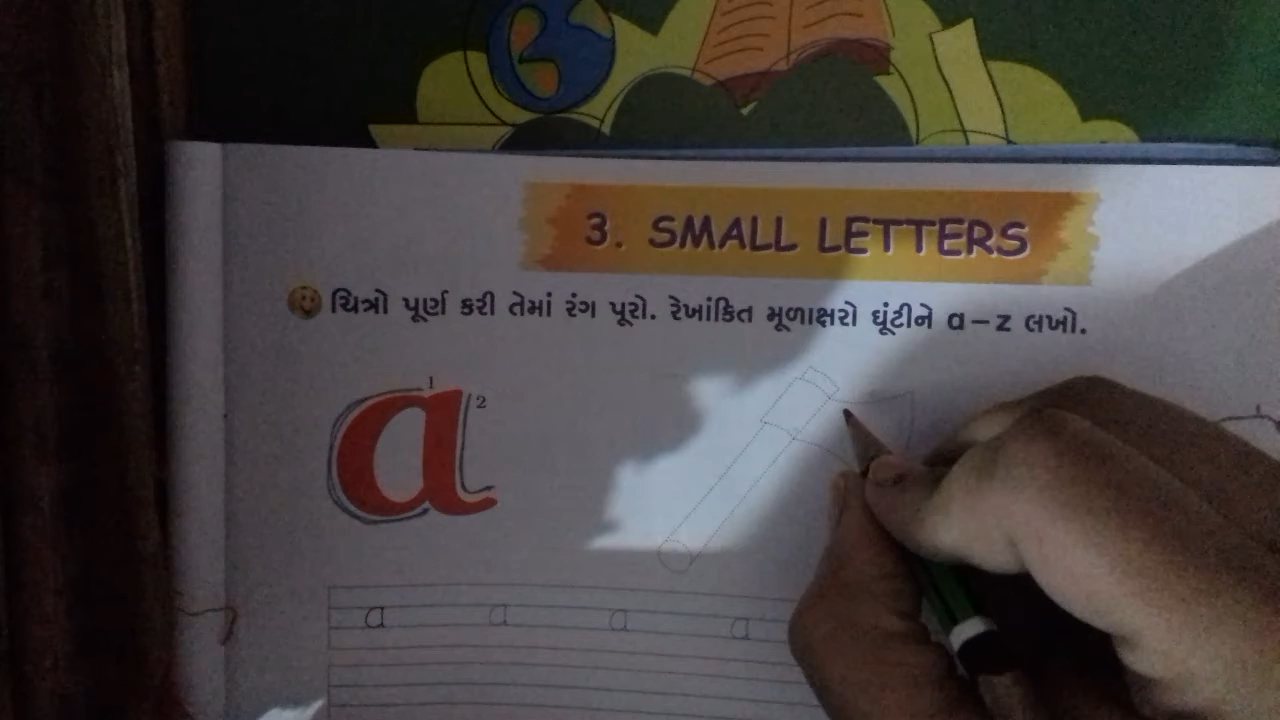 3. SMALL LETTERS
ચિત્રો પૂર્ણ કરી તેમાં રંગ પૂરો. રેખાંકિત મૂળાક્ષરો ઘૂંટીને a – z લખો.
a 1 2
a a a a